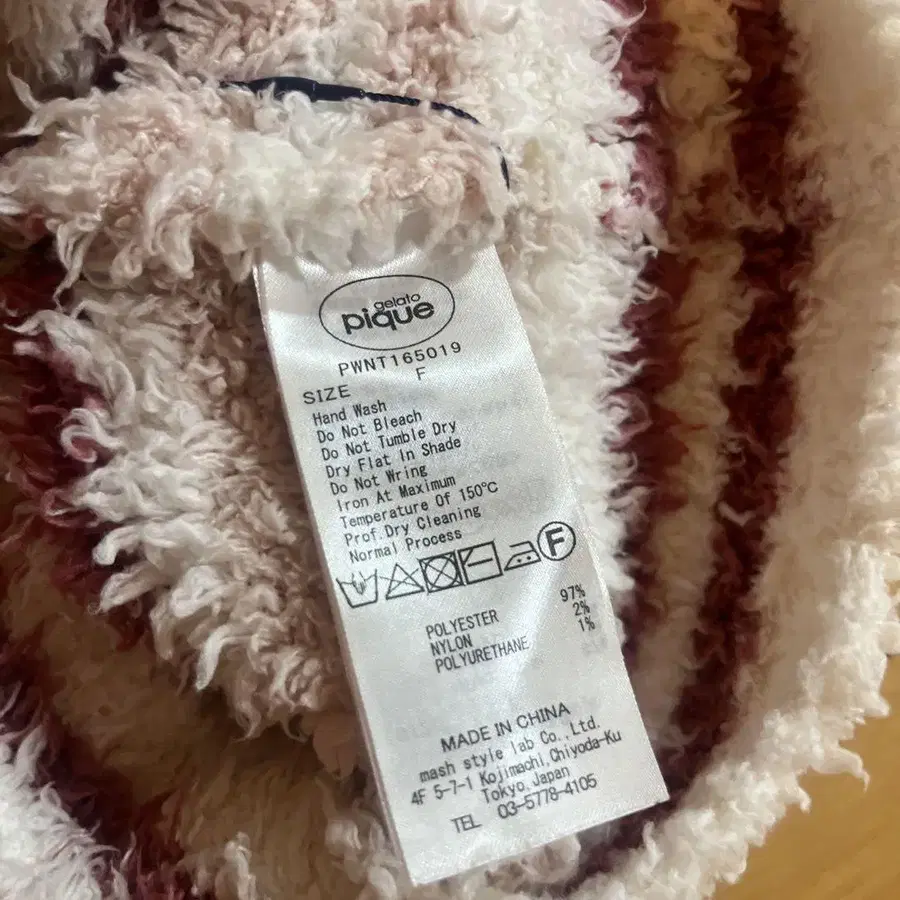 gelato
pique
PWNT165019
SIZE F
Hand Wash
Do Not Bleach
Do Not Tumble Dry
Dry Flat In Shade
Do Not Wring
Iron At Maximum
Temperature Of 150℃
Prof.Dry Cleaning
Normal Process
F
POLYESTER 97%
NYLON 2%
POLYURETHANE 1%
MADE IN CHINA
mash style lab Co.,Ltd.
4F 5-7-1 Kojimachi,Chiyoda-Ku
Tokyo,Japan
TEL 03-5778-4105